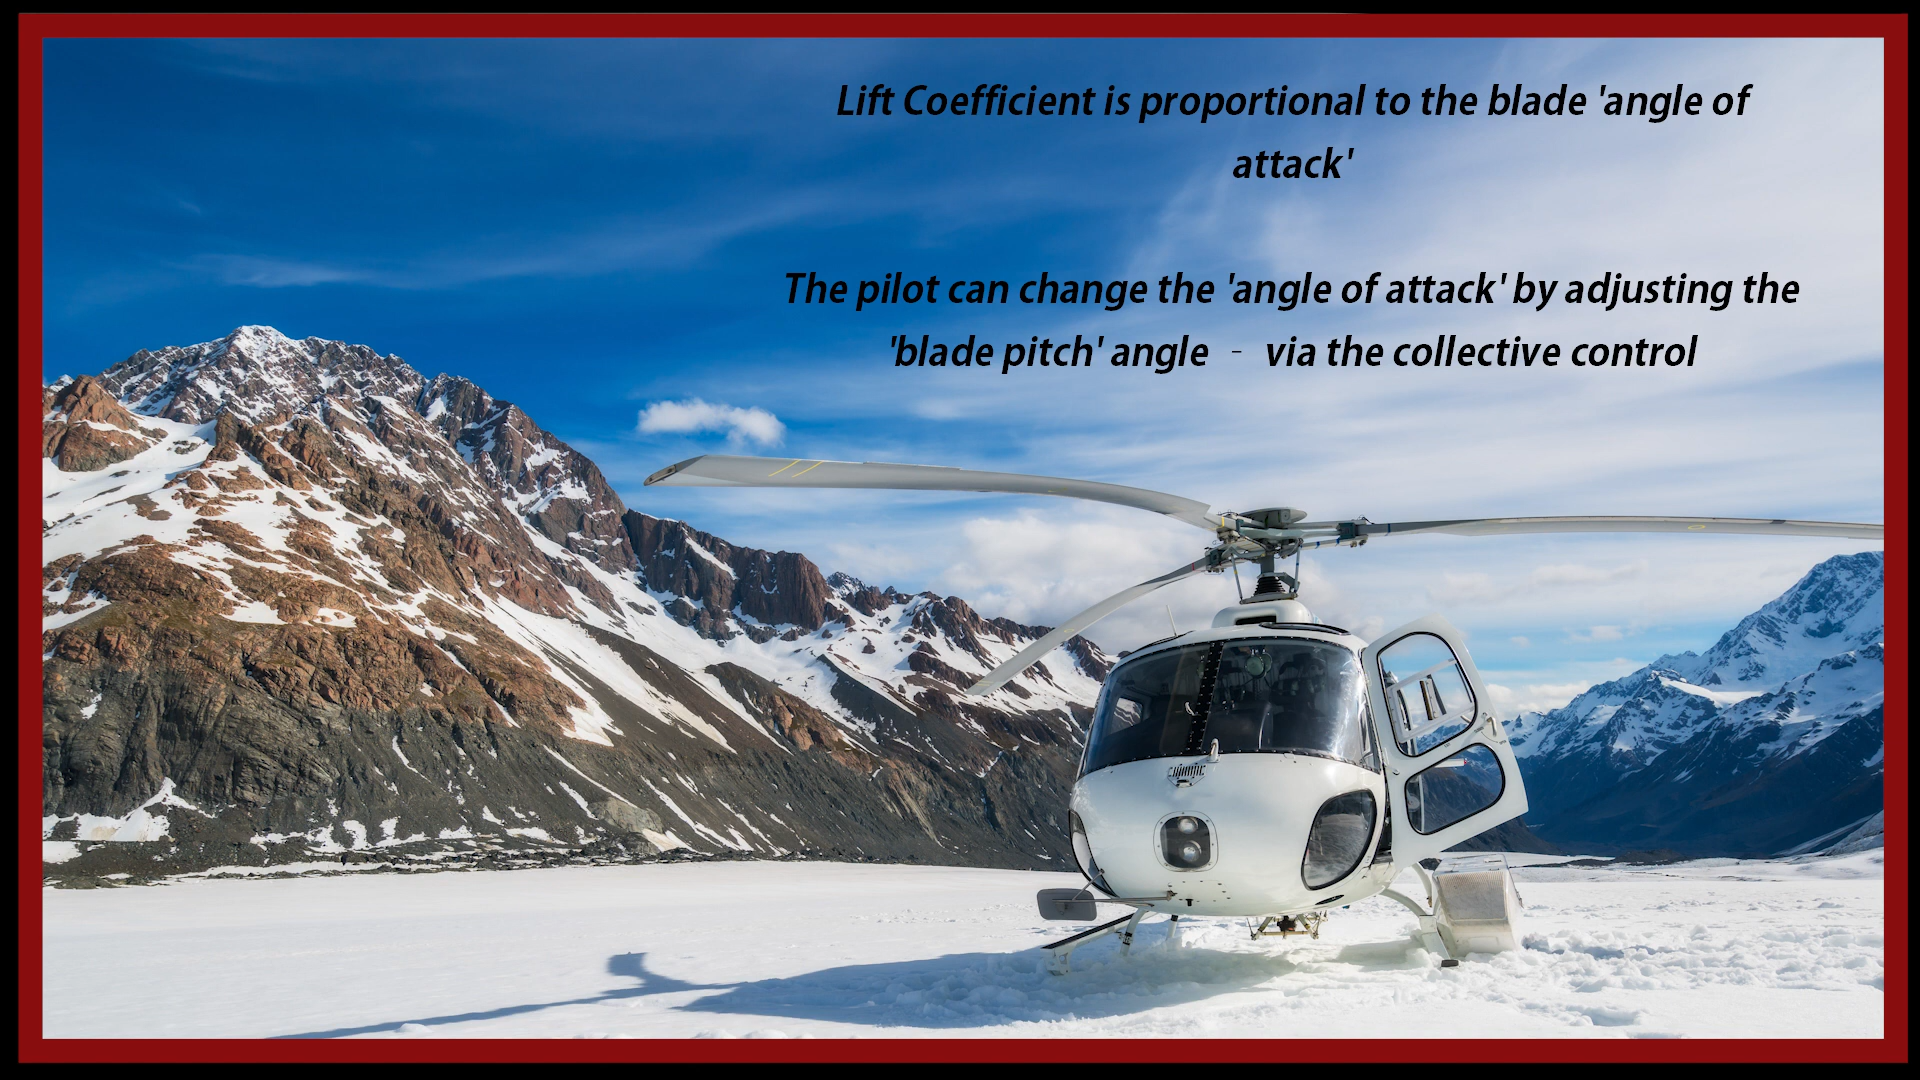 Lift Coefficient is proportional to the blade 'angle of
attack'
The pilot can change the 'angle of attack' by adjusting the
'blade pitch' angle - via the collective control